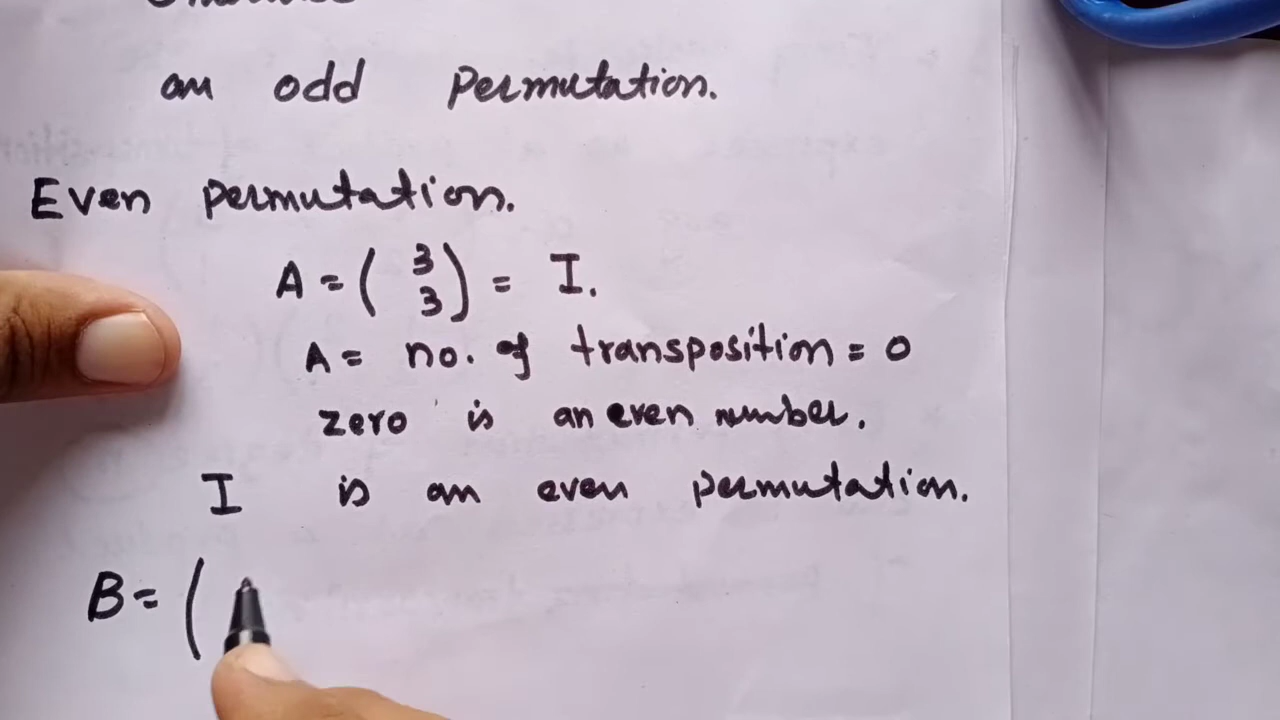 an odd permutation.
Even permutation.
A = ( 3 3 ) = I.
A = no. of transposition = 0
zero is an even number.
I is an even permutation.
B = (